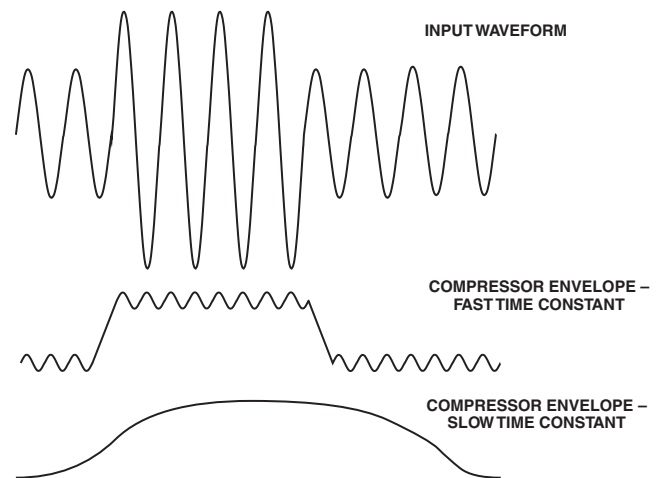 INPUT WAVEFORM
COMPRESSOR ENVELOPE –
FAST TIME CONSTANT
COMPRESSOR ENVELOPE –
SLOW TIME CONSTANT